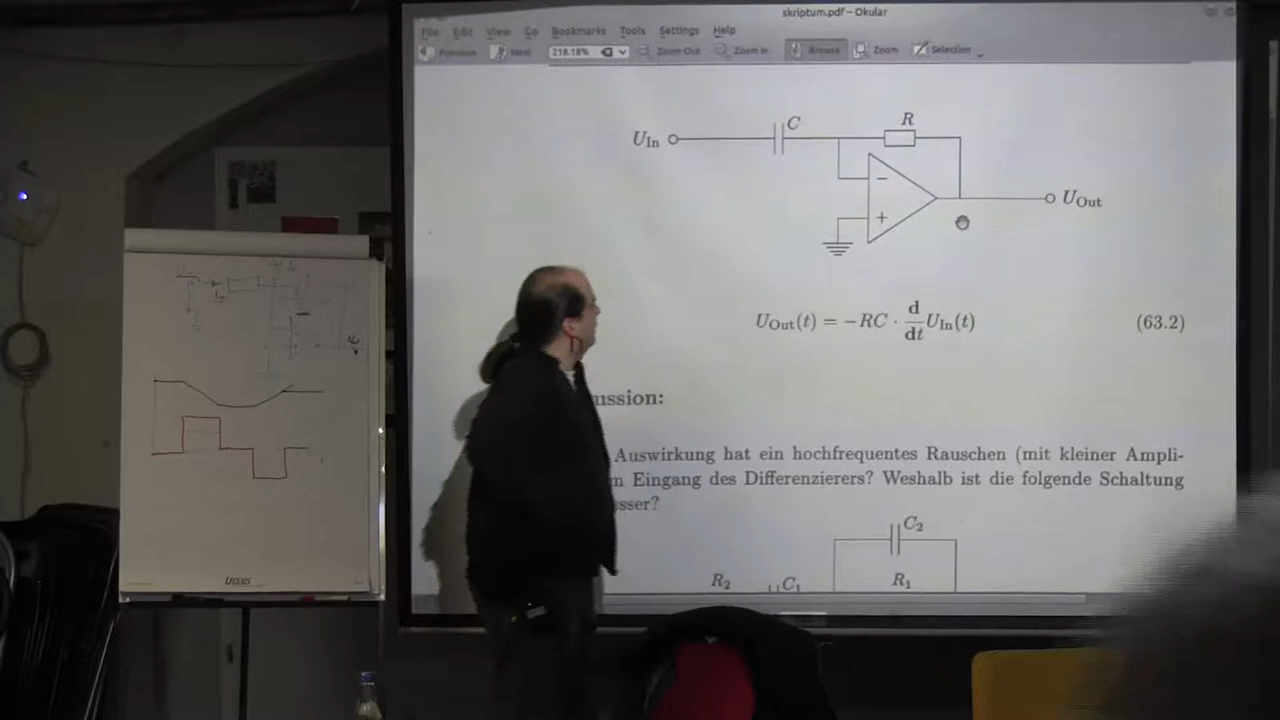 skriptum.pdf – Okular
File Edit View Go Bookmarks Tools Settings Help
Previous Next 218.18% Zoom Out Zoom In Browse Zoom Selection
C
R
U_In
−
+
U_Out
U_Out(t) = −RC · d/dt U_In(t) (63.2)
ussion:
Auswirkung hat ein hochfrequentes Rauschen (mit kleiner Ampli-
n Eingang des Differenzierers? Weshalb ist die folgende Schaltung
sser?
C_2
R_2 C_1 R_1